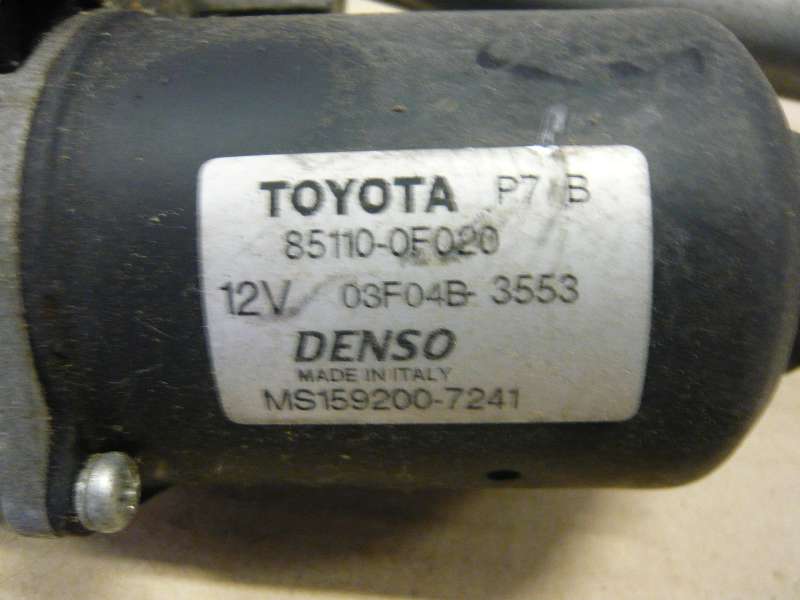 TOYOTA P7 B
85110-0F020
12V 03F04B-3553
DENSO
MADE IN ITALY
MS159200-7241